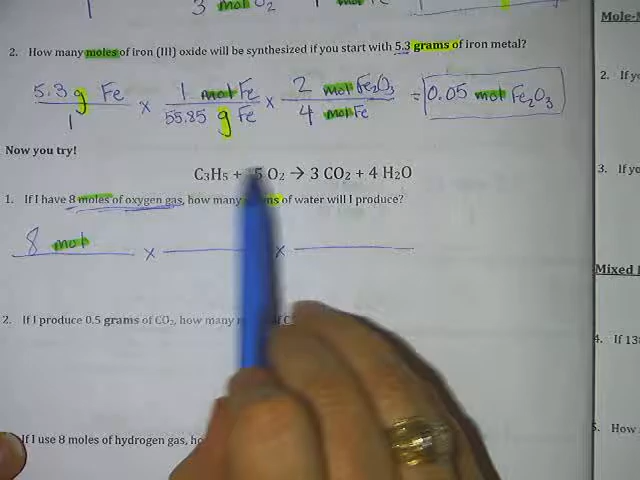 1 3 mol O₂
Mole-M
2. How many moles of iron (III) oxide will be synthesized if you start with 5.3 grams of iron metal?
2. If yo
5.3 g Fe / 1 x 1 mol Fe / 55.85 g Fe x 2 mol Fe₂O₃ / 4 mol Fe = 0.05 mol Fe₂O₃
Now you try!
C₃H₅ + 5 O₂ → 3 CO₂ + 4 H₂O
3. If yo
1. If I have 8 moles of oxygen gas, how many of water will I produce?
8 mol x x
Mixed
2. If I produce 0.5 grams of CO₂, how many
4. If 13
If I use 8 moles of hydrogen gas,
5. How